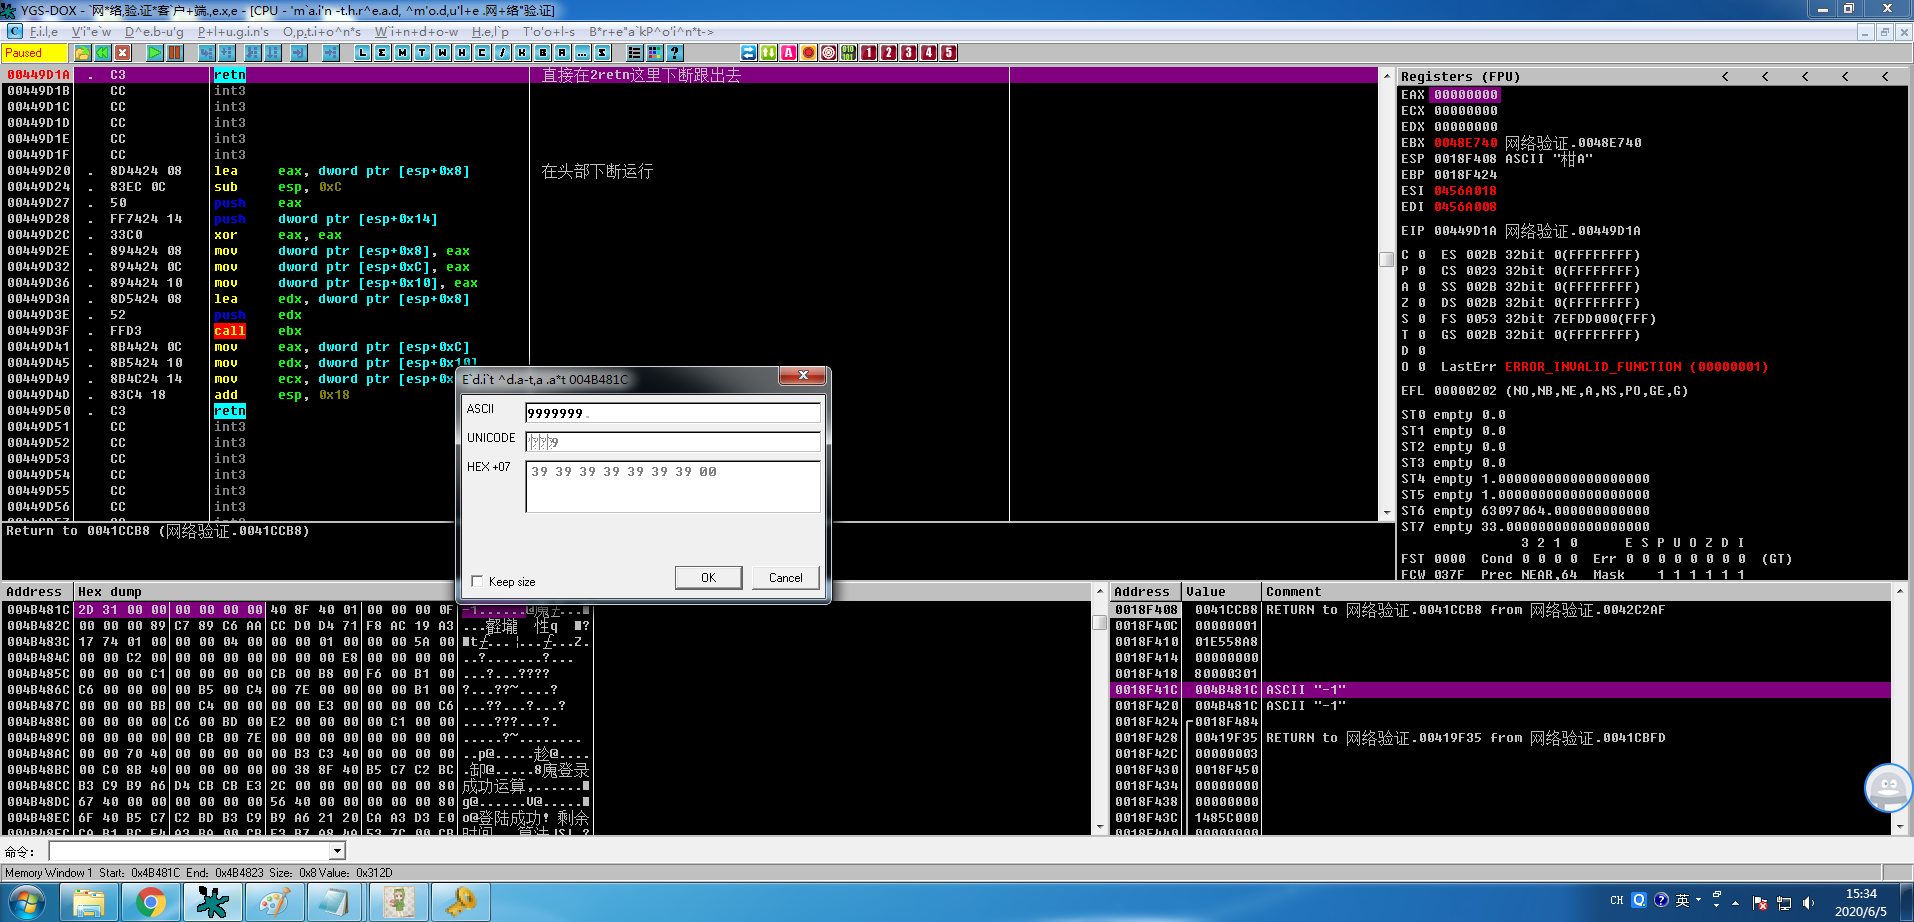 YGS-DOX - `网*络,验.证*客`户+端,.e.x,e - [CPU - 'm`a.i'n -t.h.r^e.a.d, ^m'o.d,u'l+e .网+络"验.证]
F.i.l,e V'i"e`w D^e.b-u'g P+l+u.g.i.n's O,p,t.i+o^n*s W`i+n+d+o-w H.e,l`p T'o'o+l-s B*r+e"a`kP^o'i^n*t->
Paused L E M T W H C / K B R ... S ? 1 2 3 4 5
00449D1A . C3 retn 直接在2retn这里下断跟出去
00449D1B CC int3
00449D1C CC int3
00449D1D CC int3
00449D1E CC int3
00449D1F CC int3
00449D20 . 8D4424 08 lea eax, dword ptr [esp+0x8] 在头部下断运行
00449D24 . 83EC 0C sub esp, 0xC
00449D27 . 50 push eax
00449D28 . FF7424 14 push dword ptr [esp+0x14]
00449D2C . 33C0 xor eax, eax
00449D2E . 894424 08 mov dword ptr [esp+0x8], eax
00449D32 . 894424 0C mov dword ptr [esp+0xC], eax
00449D36 . 894424 10 mov dword ptr [esp+0x10], eax
00449D3A . 8D5424 08 lea edx, dword ptr [esp+0x8]
00449D3E . 52 push edx
00449D3F . FFD3 call ebx
00449D41 . 8B4424 0C mov eax, dword ptr [esp+0xC]
00449D45 . 8B5424 10 mov edx, dword ptr [esp+0x10]
00449D49 . 8B4C24 14 mov ecx, dword ptr [esp+0x
00449D4D . 83C4 18 add esp, 0x18
00449D50 . C3 retn
00449D51 CC int3
00449D52 CC int3
00449D53 CC int3
00449D54 CC int3
00449D55 CC int3
00449D56 CC int3
Return to 0041CCB8 (网络验证.0041CCB8)
Registers (FPU) < < < < <
EAX 00000000
ECX 00000000
EDX 00000000
EBX 0048E740 网络验证.0048E740
ESP 0018F408 ASCII "柑A"
EBP 0018F424
ESI 0456A018
EDI 0456A008
EIP 00449D1A 网络验证.00449D1A
C 0 ES 002B 32bit 0(FFFFFFFF)
P 0 CS 0023 32bit 0(FFFFFFFF)
A 0 SS 002B 32bit 0(FFFFFFFF)
Z 0 DS 002B 32bit 0(FFFFFFFF)
S 0 FS 0053 32bit 7EFDD000(FFF)
T 0 GS 002B 32bit 0(FFFFFFFF)
D 0
O 0 LastErr ERROR_INVALID_FUNCTION (00000001)
EFL 00000202 (NO,NB,NE,A,NS,PO,GE,G)
ST0 empty 0.0
ST1 empty 0.0
ST2 empty 0.0
ST3 empty 0.0
ST4 empty 1.0000000000000000000
ST5 empty 1.0000000000000000000
ST6 empty 63097064.000000000000
ST7 empty 33.000000000000000000
3 2 1 0 E S P U O Z D I
FST 0000 Cond 0 0 0 0 Err 0 0 0 0 0 0 0 0 (GT)
FCW 037F Prec NEAR,64 Mask 1 1 1 1 1 1
E`d.i`t ^d.a-t,a .a*t 004B481C
ASCII 9999999.
UNICODE
HEX +07 39 39 39 39 39 39 39 00
Keep size OK Cancel
Address Hex dump
004B481C 2D 31 00 00 00 00 00 00 40 8F 40 01 00 00 00 0F
004B482C 00 00 00 89 C7 89 C6 AA CC D0 D4 71 F8 AC 19 A3
004B483C 17 74 01 00 00 00 04 00 00 00 01 00 00 00 5A 00
004B484C 00 00 C2 00 00 00 00 00 00 00 E8 00 00 00 00 00
004B485C 00 00 00 C1 00 00 00 00 CB 00 B8 00 F6 00 B1 00
004B486C C6 00 00 00 00 B5 00 C4 00 7E 00 00 00 00 B1 00
004B487C 00 00 00 BB 00 C4 00 00 00 00 E3 00 00 00 00 C6
004B488C 00 00 00 00 C6 00 BD 00 E2 00 00 00 00 C1 00 00
004B489C 00 00 00 00 00 CB 00 7E 00 00 00 00 00 00 00 00
004B48AC 00 00 70 40 00 00 00 00 00 B3 C3 40 00 00 00 00
004B48BC 00 C0 8B 40 00 00 00 00 00 38 8F 40 B5 C7 C2 BC
004B48CC B3 C9 B9 A6 D4 CB CB E3 2C 00 00 00 00 00 00 80
004B48DC 67 40 00 00 00 00 00 00 56 40 00 00 00 00 00 80
004B48EC 6F 40 B5 C7 C2 BD B3 C9 B9 A6 21 20 CA A3 D3 E0
Address Value Comment
0018F408 0041CCB8 RETURN to 网络验证.0041CCB8 from 网络验证.0042C2AF
0018F40C 00000001
0018F410 01E558A8
0018F414 00000000
0018F418 80000301
0018F41C 004B481C ASCII "-1"
0018F420 004B481C ASCII "-1"
0018F424 0018F484
0018F428 00419F35 RETURN to 网络验证.00419F35 from 网络验证.0041CBFD
0018F42C 00000003
0018F430 0018F450
0018F434 00000000
0018F438 00000000
0018F43C 1485C000
命令:
Memory Window 1 Start: 0x4B481C End: 0x4B4823 Size: 0x8 Value: 0x312D
CH 英 15:34
2020/6/5